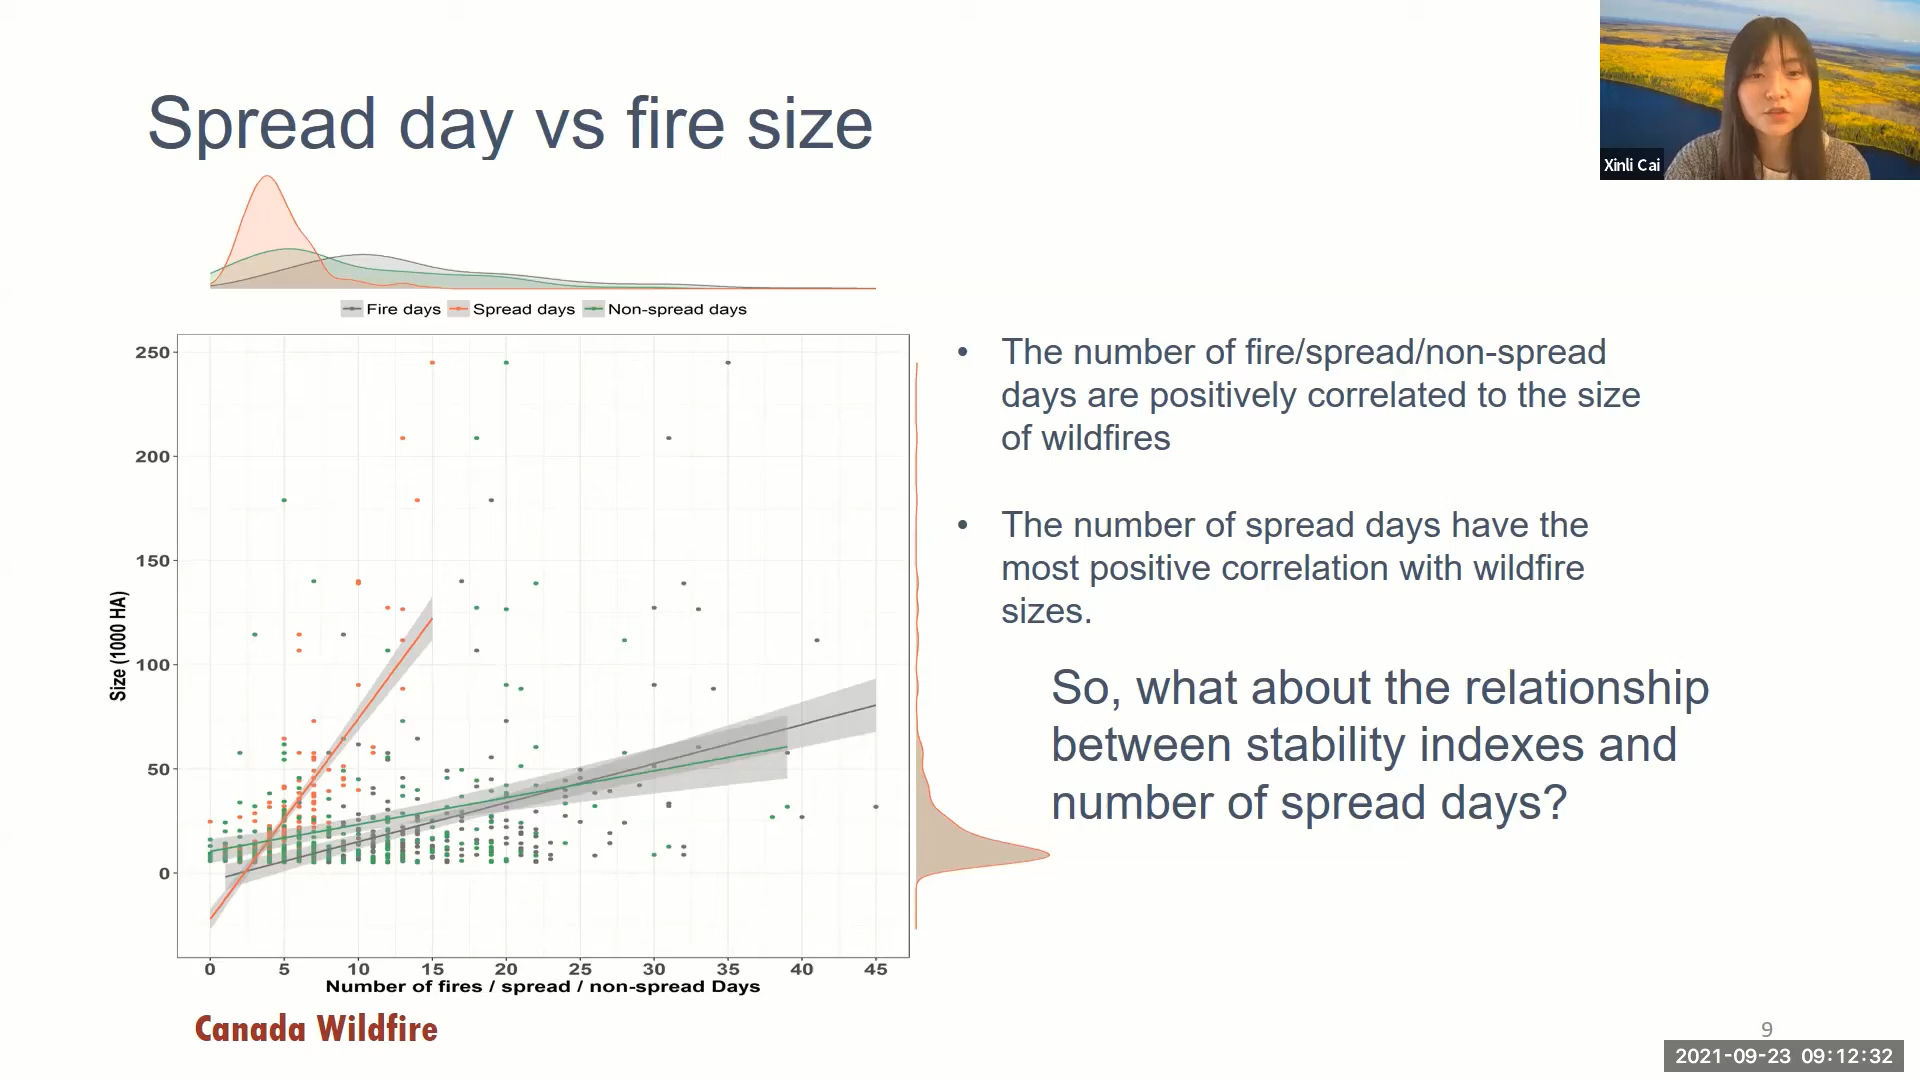 Spread day vs fire size
Xinli Cai
Fire days Spread days Non-spread days
250
200
150
100
50
0
Size (1000 HA)
0 5 10 15 20 25 30 35 40 45
Number of fires / spread / non-spread Days
• The number of fire/spread/non-spread
days are positively correlated to the size
of wildfires
• The number of spread days have the
most positive correlation with wildfire
sizes.
So, what about the relationship
between stability indexes and
number of spread days?
Canada Wildfire
9
2021-09-23 09:12:32